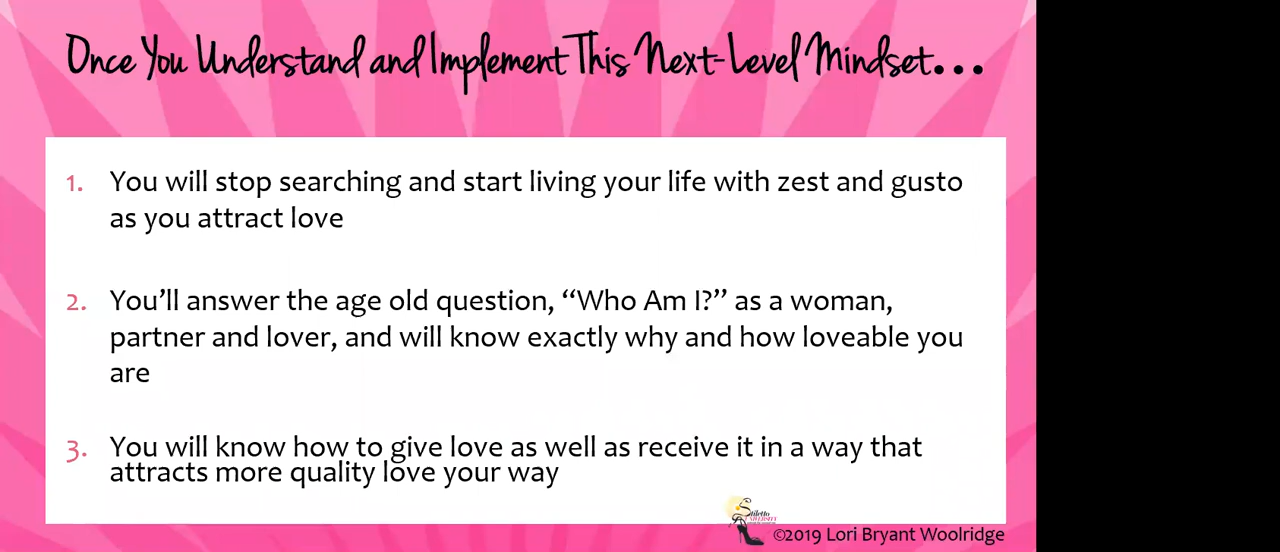 Once You Understand and Implement This Next-Level Mindset...
1. You will stop searching and start living your life with zest and gusto
as you attract love
2. You’ll answer the age old question, “Who Am I?” as a woman,
partner and lover, and will know exactly why and how loveable you
are
3. You will know how to give love as well as receive it in a way that
attracts more quality love your way
Stiletto
UNIVERSITY
©2019 Lori Bryant Woolridge